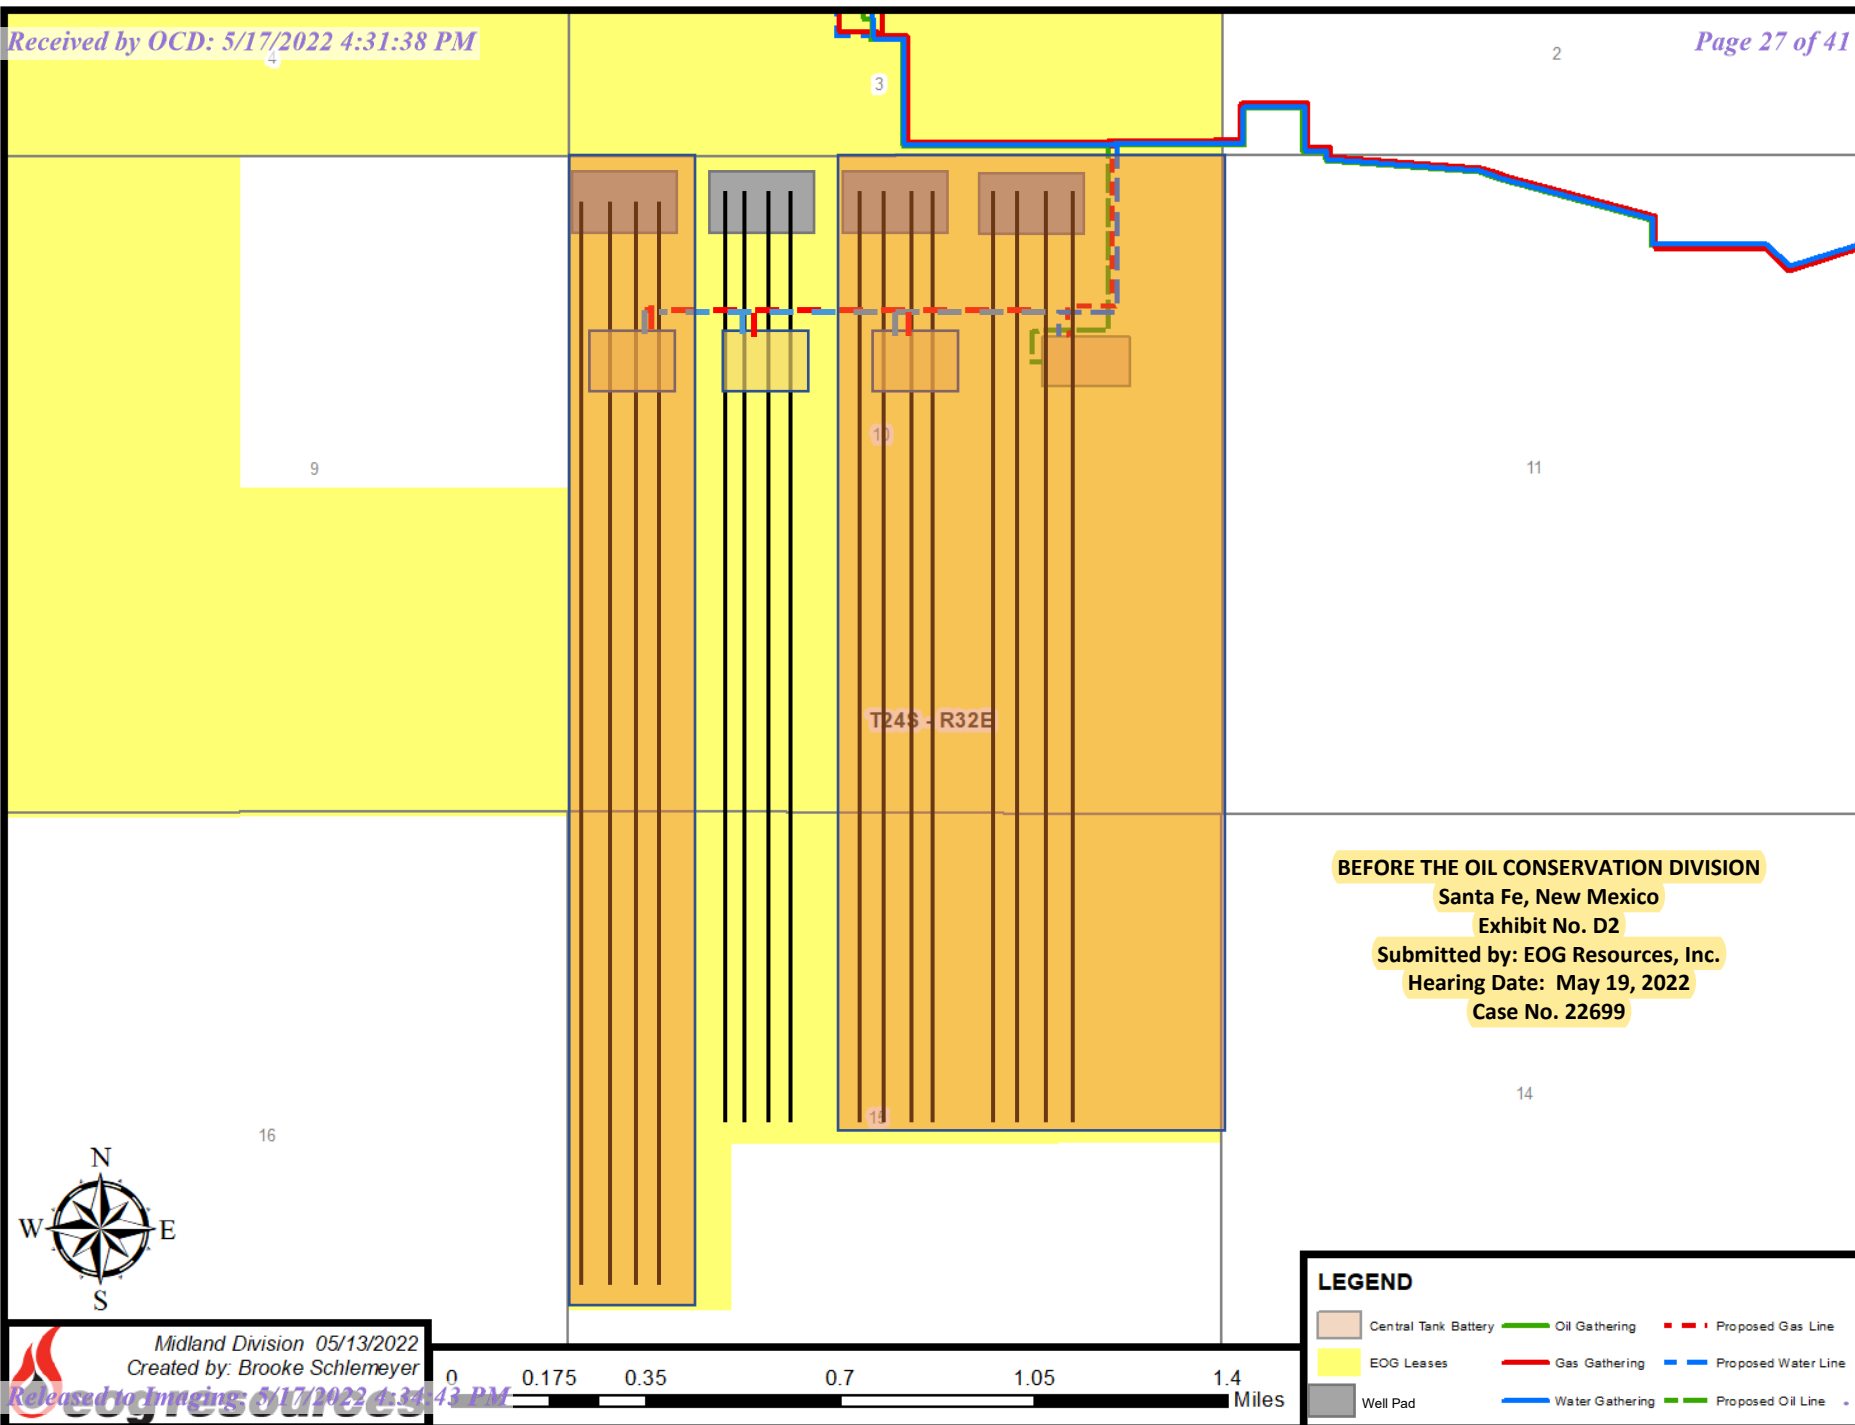 Received by OCD: 5/17/2022 4:31:38 PM
Page 27 of 41
4
3
2
9
10
11
T24S - R32E
BEFORE THE OIL CONSERVATION DIVISION
Santa Fe, New Mexico
Exhibit No. D2
Submitted by: EOG Resources, Inc.
Hearing Date: May 19, 2022
Case No. 22699
16
15
14
N
W E
S
Midland Division 05/13/2022
Created by: Brooke Schlemeyer
eog resources
Released to Imaging: 5/17/2022 4:34:43 PM
0 0.175 0.35 0.7 1.05 1.4
Miles
LEGEND
Central Tank Battery Oil Gathering Proposed Gas Line
EOG Leases Gas Gathering Proposed Water Line
Well Pad Water Gathering Proposed Oil Line